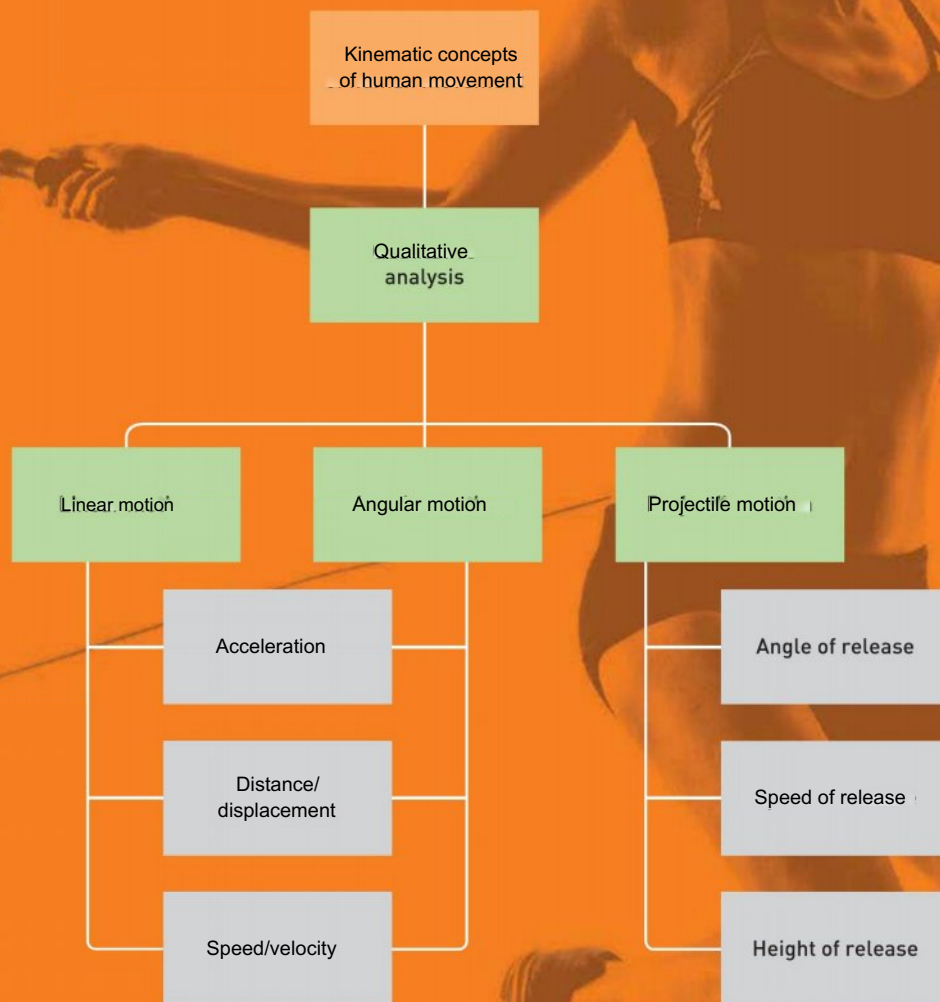 Kinematic concepts
of human movement
Qualitative
analysis
Linear motion
Angular motion
Projectile motion
Acceleration
Angle of release
Distance/
displacement
Speed of release
Speed/velocity
Height of release